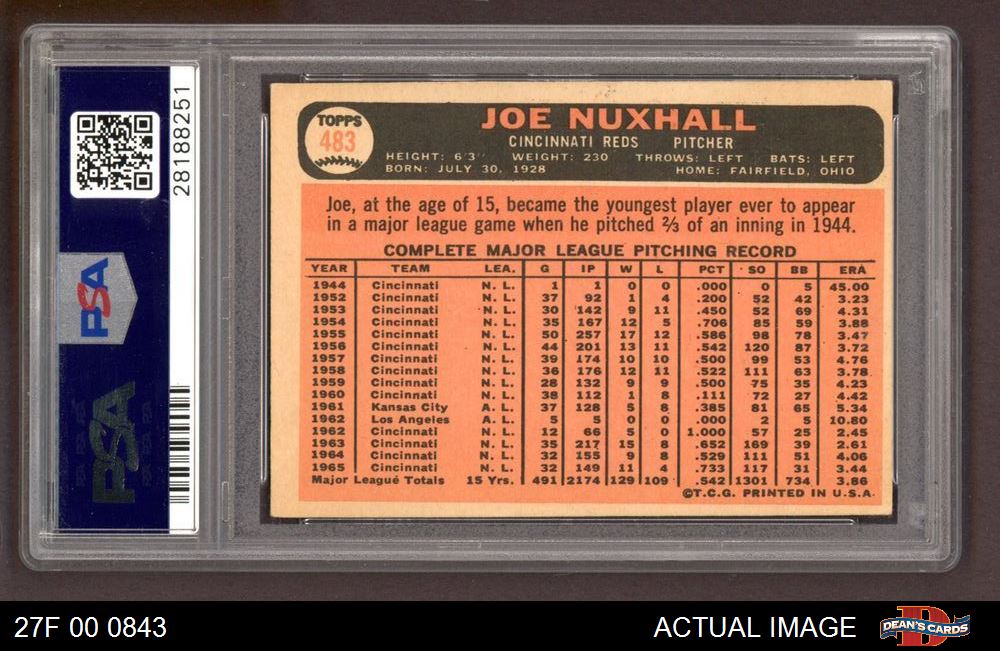 28188251
PSA
PSA
TOPPS
483
JOE NUXHALL
CINCINNATI REDS PITCHER
HEIGHT: 6'3" WEIGHT: 230 THROWS: LEFT BATS: LEFT
BORN: JULY 30, 1928 HOME: FAIRFIELD, OHIO
Joe, at the age of 15, became the youngest player ever to appear
in a major league game when he pitched ⅔ of an inning in 1944.
COMPLETE MAJOR LEAGUE PITCHING RECORD
YEAR TEAM LEA. G IP W L PCT SO BB ERA
1944 Cincinnati N. L. 1 1 0 0 .000 0 5 45.00
1952 Cincinnati N. L. 37 92 1 4 .200 52 42 3.23
1953 Cincinnati N. L. 30 142 9 11 .450 52 69 4.31
1954 Cincinnati N. L. 35 167 12 5 .706 85 59 3.88
1955 Cincinnati N. L. 50 257 17 12 .586 98 78 3.47
1956 Cincinnati N. L. 44 201 13 11 .542 120 87 3.72
1957 Cincinnati N. L. 39 174 10 10 .500 99 53 4.76
1958 Cincinnati N. L. 36 176 12 11 .522 111 63 3.78
1959 Cincinnati N. L. 28 132 9 9 .500 75 35 4.23
1960 Cincinnati N. L. 38 112 1 8 .111 72 27 4.42
1961 Kansas City A. L. 37 128 5 8 .385 81 65 5.34
1962 Los Angeles A. L. 5 5 0 0 .000 2 5 10.80
1962 Cincinnati N. L. 12 66 5 0 1.000 57 25 2.45
1963 Cincinnati N. L. 35 217 15 8 .652 169 39 2.61
1964 Cincinnati N. L. 32 155 9 8 .529 111 51 4.06
1965 Cincinnati N. L. 32 149 11 4 .733 117 31 3.44
Major League Totals 15 Yrs. 491 2174 129 109 .542 1301 734 3.86
©T.C.G. PRINTED IN U.S.A.
27F 00 0843
ACTUAL IMAGE
D
DEAN'S CARDS